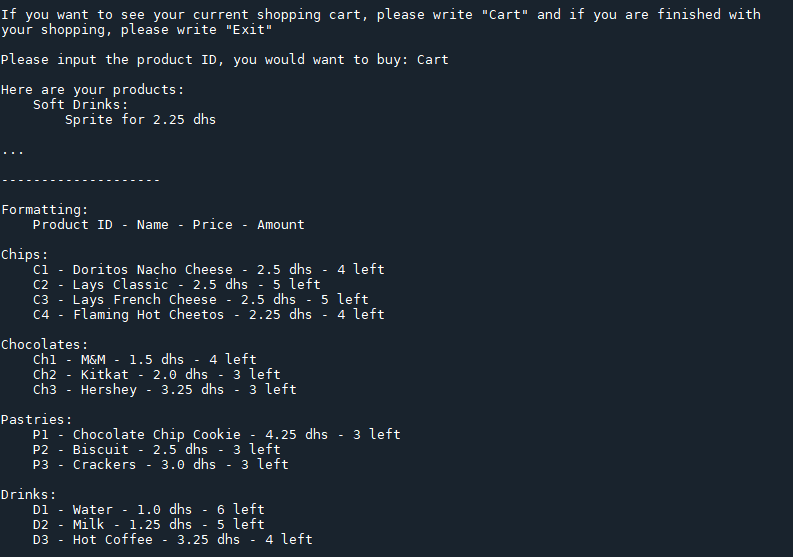 If you want to see your current shopping cart, please write "Cart" and if you are finished with
your shopping, please write "Exit"
Please input the product ID, you would want to buy: Cart
Here are your products:
Soft Drinks:
Sprite for 2.25 dhs
...
--------------------
Formatting:
Product ID - Name - Price - Amount
Chips:
C1 - Doritos Nacho Cheese - 2.5 dhs - 4 left
C2 - Lays Classic - 2.5 dhs - 5 left
C3 - Lays French Cheese - 2.5 dhs - 5 left
C4 - Flaming Hot Cheetos - 2.25 dhs - 4 left
Chocolates:
Ch1 - M&M - 1.5 dhs - 4 left
Ch2 - Kitkat - 2.0 dhs - 3 left
Ch3 - Hershey - 3.25 dhs - 3 left
Pastries:
P1 - Chocolate Chip Cookie - 4.25 dhs - 3 left
P2 - Biscuit - 2.5 dhs - 3 left
P3 - Crackers - 3.0 dhs - 3 left
Drinks:
D1 - Water - 1.0 dhs - 6 left
D2 - Milk - 1.25 dhs - 5 left
D3 - Hot Coffee - 3.25 dhs - 4 left